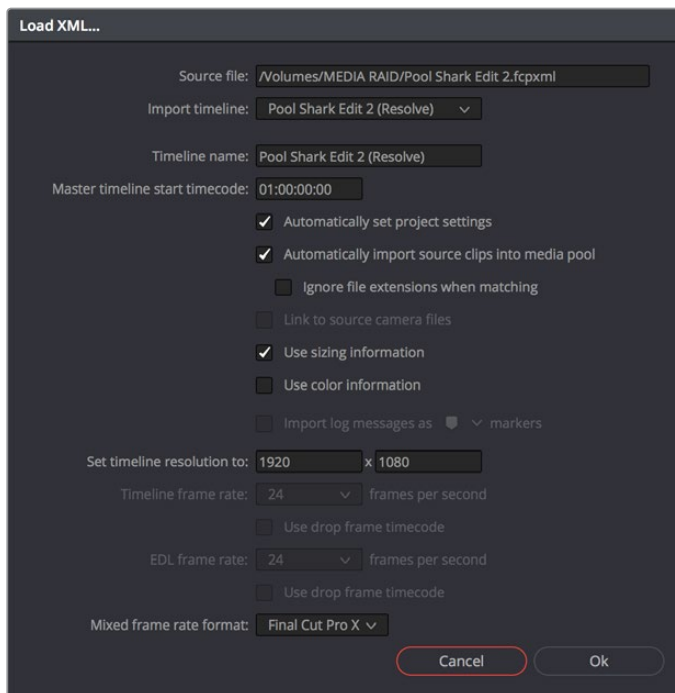 Load XML...
Source file: /Volumes/MEDIA RAID/Pool Shark Edit 2.fcpxml
Import timeline: Pool Shark Edit 2 (Resolve)
Timeline name: Pool Shark Edit 2 (Resolve)
Master timeline start timecode: 01:00:00:00
Automatically set project settings
Automatically import source clips into media pool
Ignore file extensions when matching
Link to source camera files
Use sizing information
Use color information
Import log messages as markers
Set timeline resolution to: 1920 x 1080
Timeline frame rate: 24 frames per second
Use drop frame timecode
EDL frame rate: 24 frames per second
Use drop frame timecode
Mixed frame rate format: Final Cut Pro X
Cancel Ok